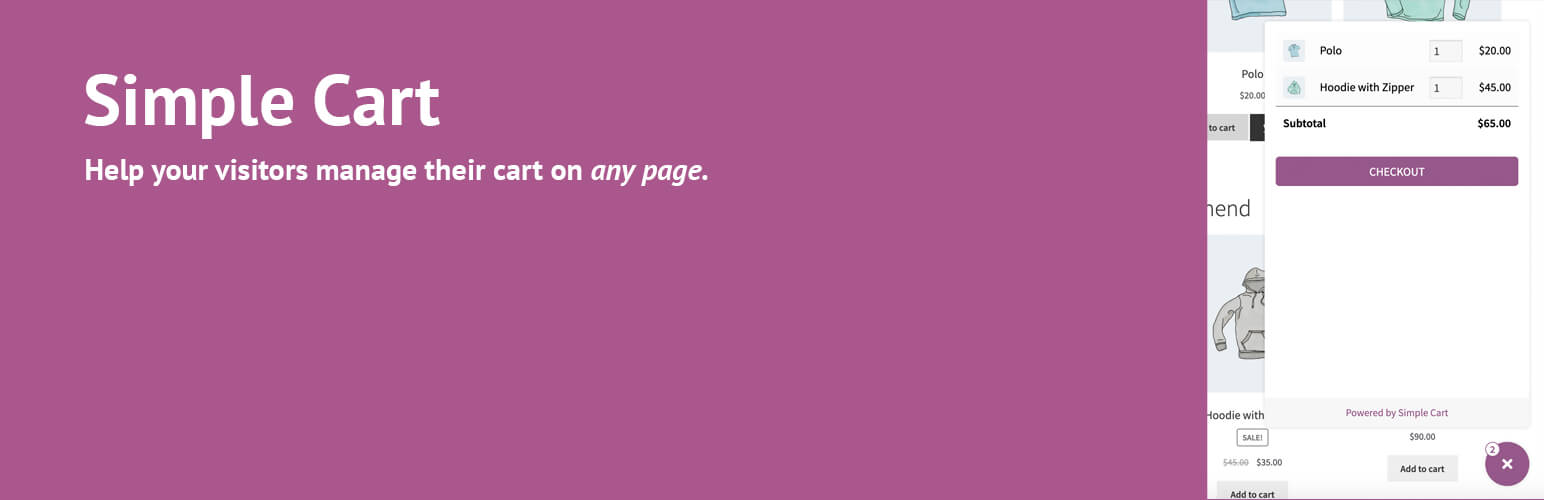 Simple Cart
Help your visitors manage their cart on any page.
Polo
$20.00
to cart
Polo 1 $20.00
Hoodie with Zipper 1 $45.00
Subtotal $65.00
CHECKOUT
Powered by Simple Cart
Hoodie with
SALE!
$45.00 $35.00
Add to cart
$90.00
Add to cart
2